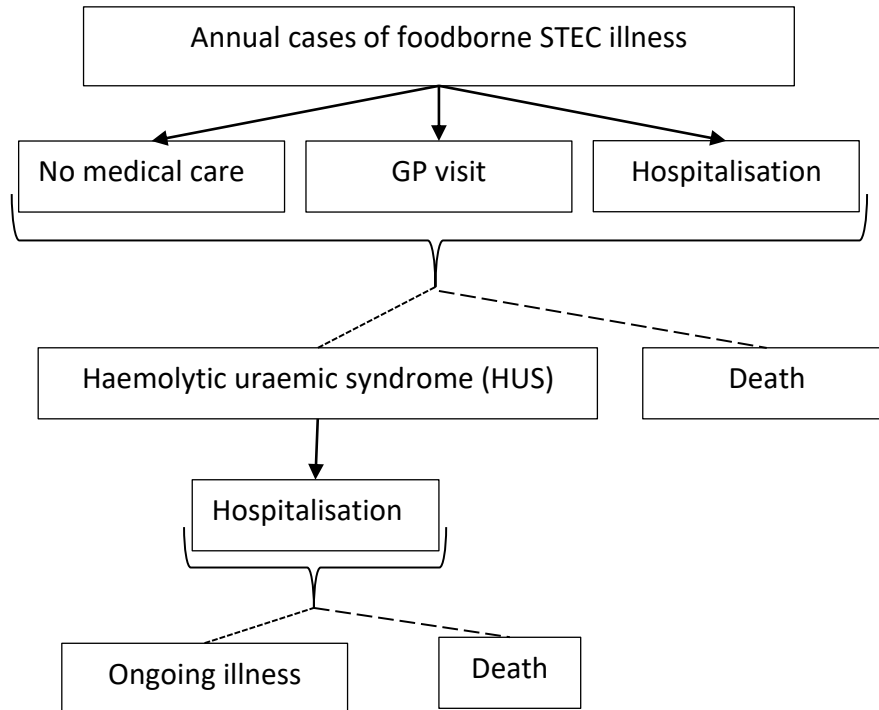 Annual cases of foodborne STEC illness
No medical care
GP visit
Hospitalisation
Haemolytic uraemic syndrome (HUS)
Death
Hospitalisation
Ongoing illness
Death